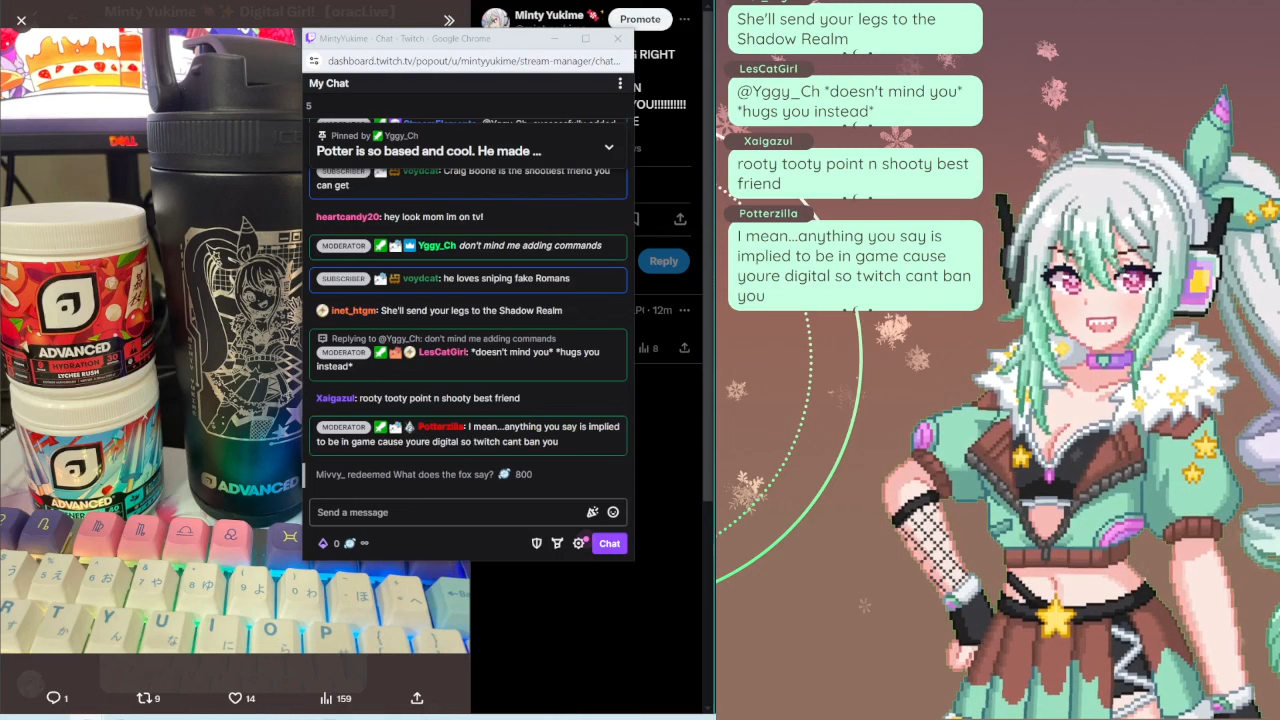 Minty Yukime Digital Girl! [oracLive]
Minty Yukime
Promote
RIGHT
N
YOU!!!!!!!!!!
E
Reply
12m
8
MintyYukime - Chat - Twitch - Google Chrome
dashboard.twitch.tv/popout/u/mintyyukime/stream-manager/chat...
My Chat
5
Pinned by Yggy_Ch
Potter is so based and cool. He made ...
SUBSCRIBER voydcat: Craig Boone is the shootiest friend you
can get
heartcandy20: hey look mom im on tv!
MODERATOR Yggy_Ch don't mind me adding commands
SUBSCRIBER voydcat: he loves sniping fake Romans
inet_htgm: She'll send your legs to the Shadow Realm
Replying to @Yggy_Ch: don't mind me adding commands
MODERATOR LesCatGirl: *doesn't mind you* *hugs you
instead*
Xaigazul: rooty tooty point n shooty best friend
MODERATOR Potterzilla: I mean...anything you say is implied
to be in game cause youre digital so twitch cant ban you
Mivvy_ redeemed What does the fox say? 800
Send a message
0 ∞
Chat
DELL
ADVANCED
HYDRATION 30
LYCHEE RUSH
ADVANCED
ADVANCED
R T Y U I O P
1
9
14
159
She'll send your legs to the
Shadow Realm
LesCatGirl
@Yggy_Ch *doesn't mind you*
*hugs you instead*
Xaigazul
rooty tooty point n shooty best
friend
Potterzilla
I mean...anything you say is
implied to be in game cause
youre digital so twitch cant ban
you